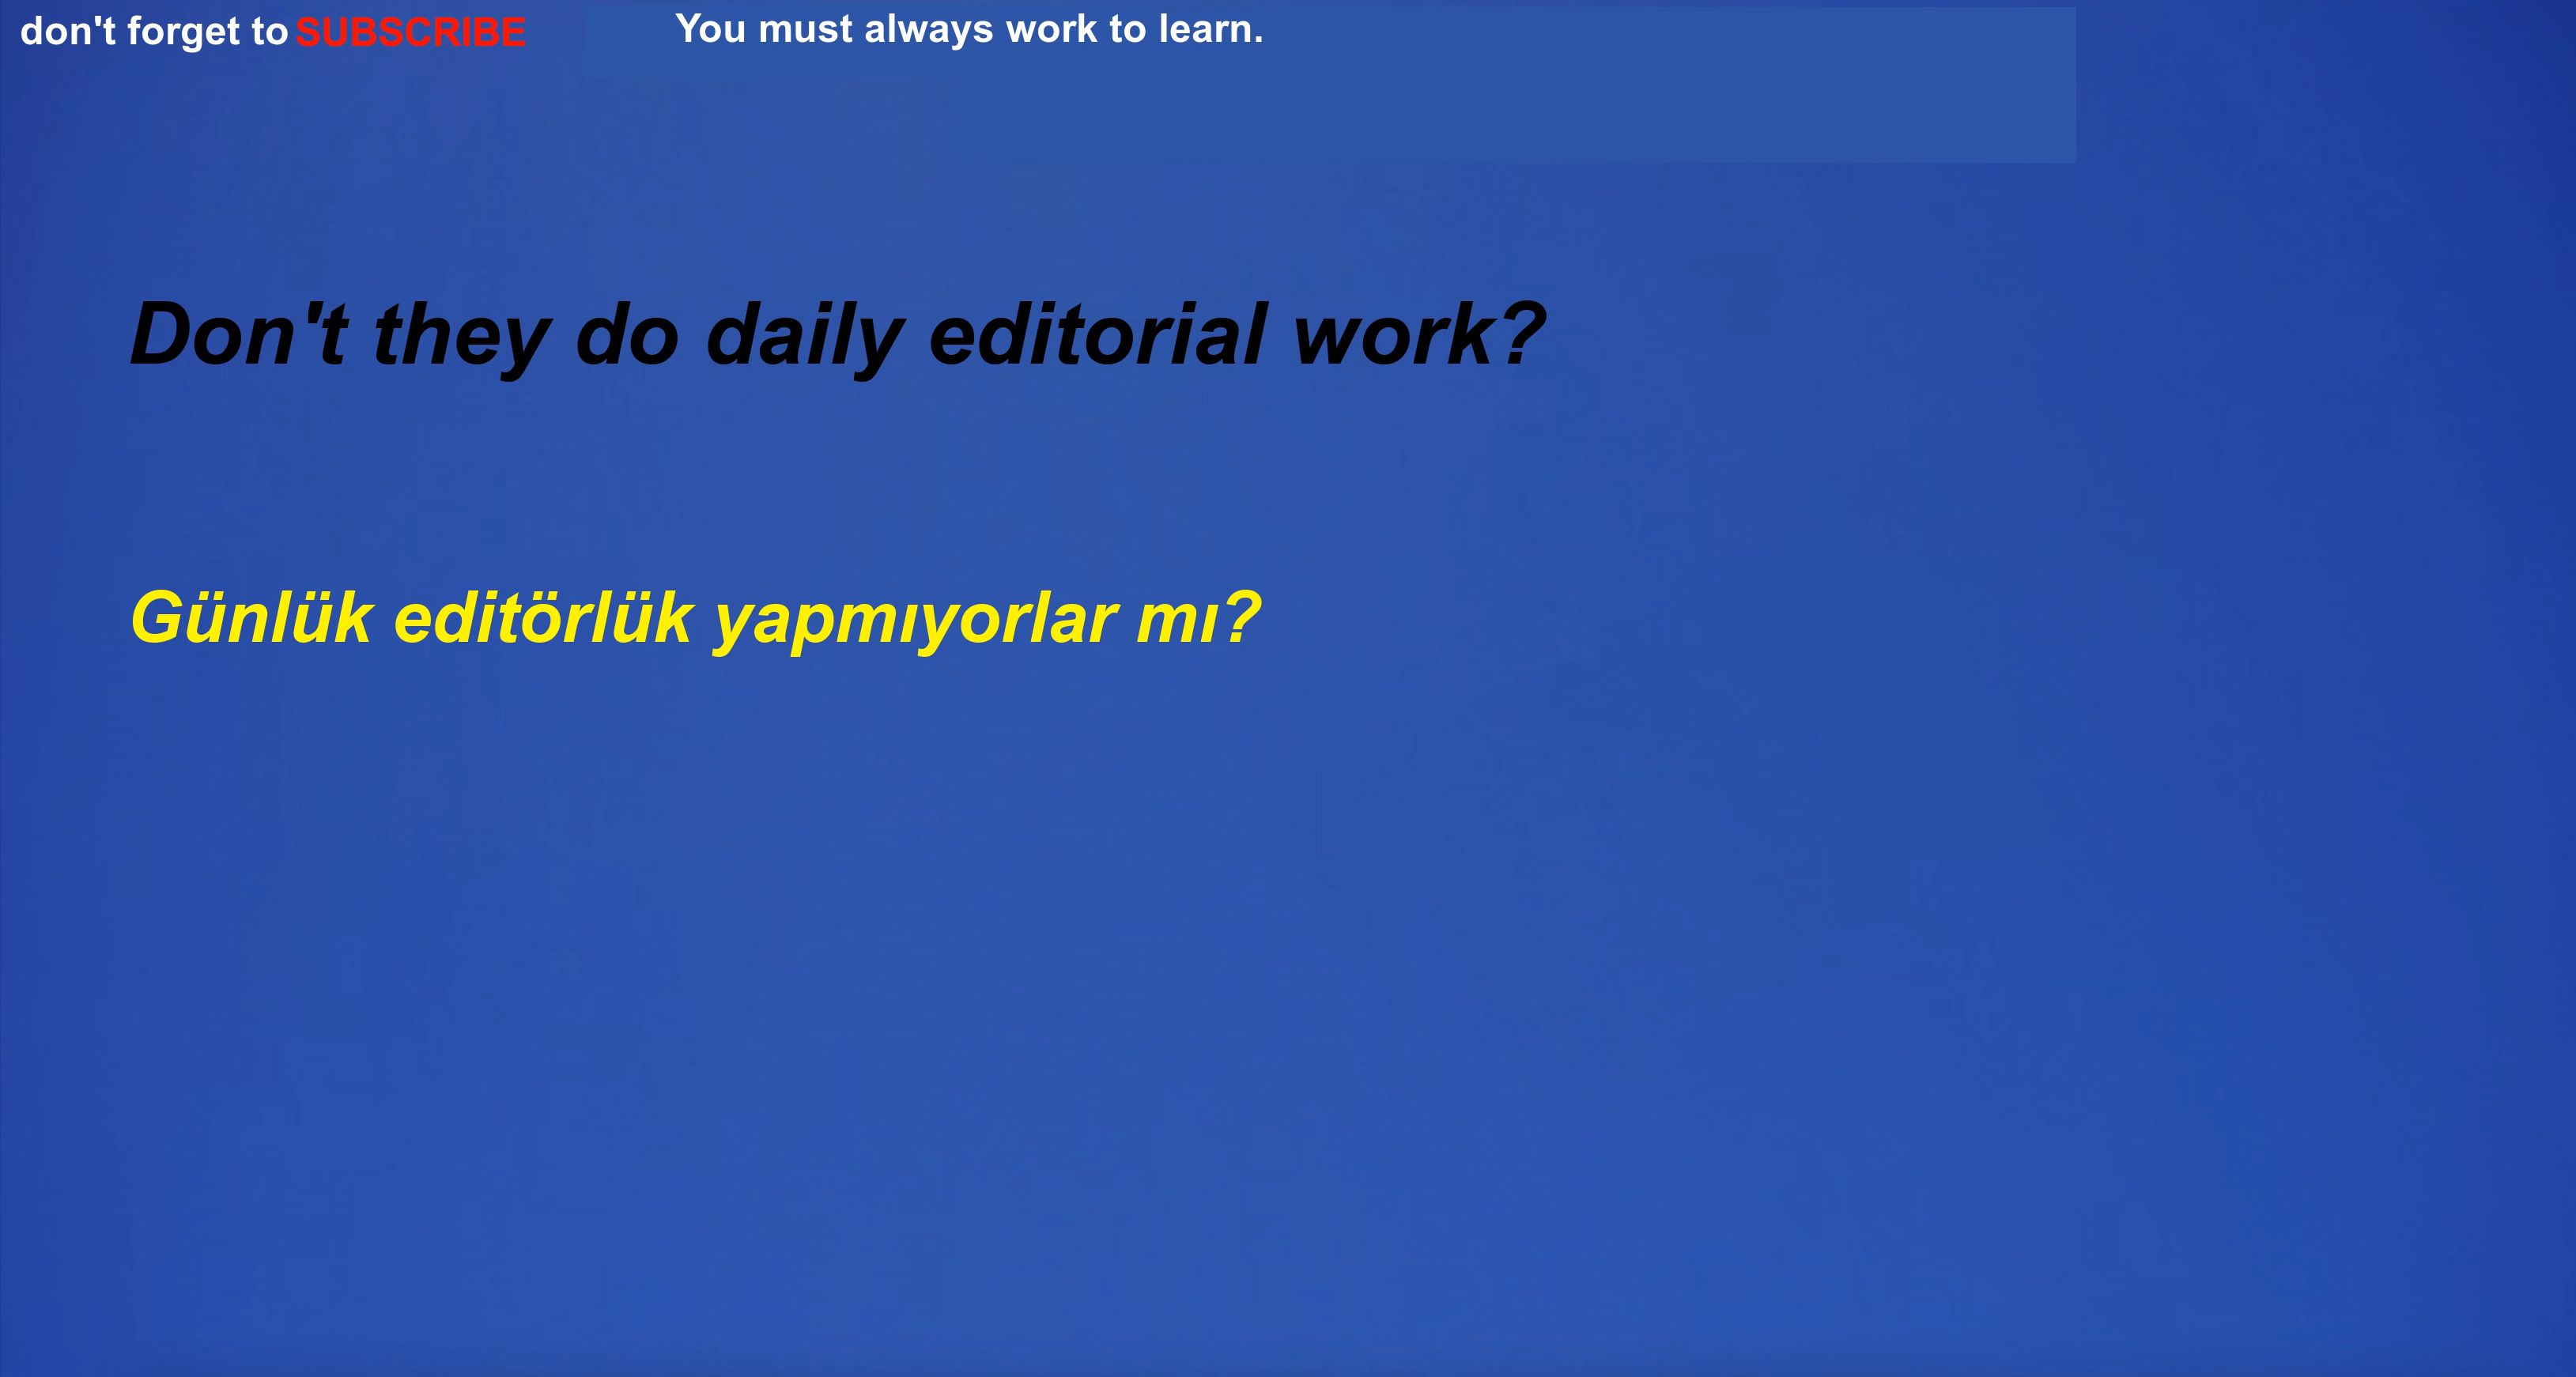 don't forget to SUBSCRIBE You must always work to learn.
Don't they do daily editorial work?
Günlük editörlük yapmıyorlar mı?